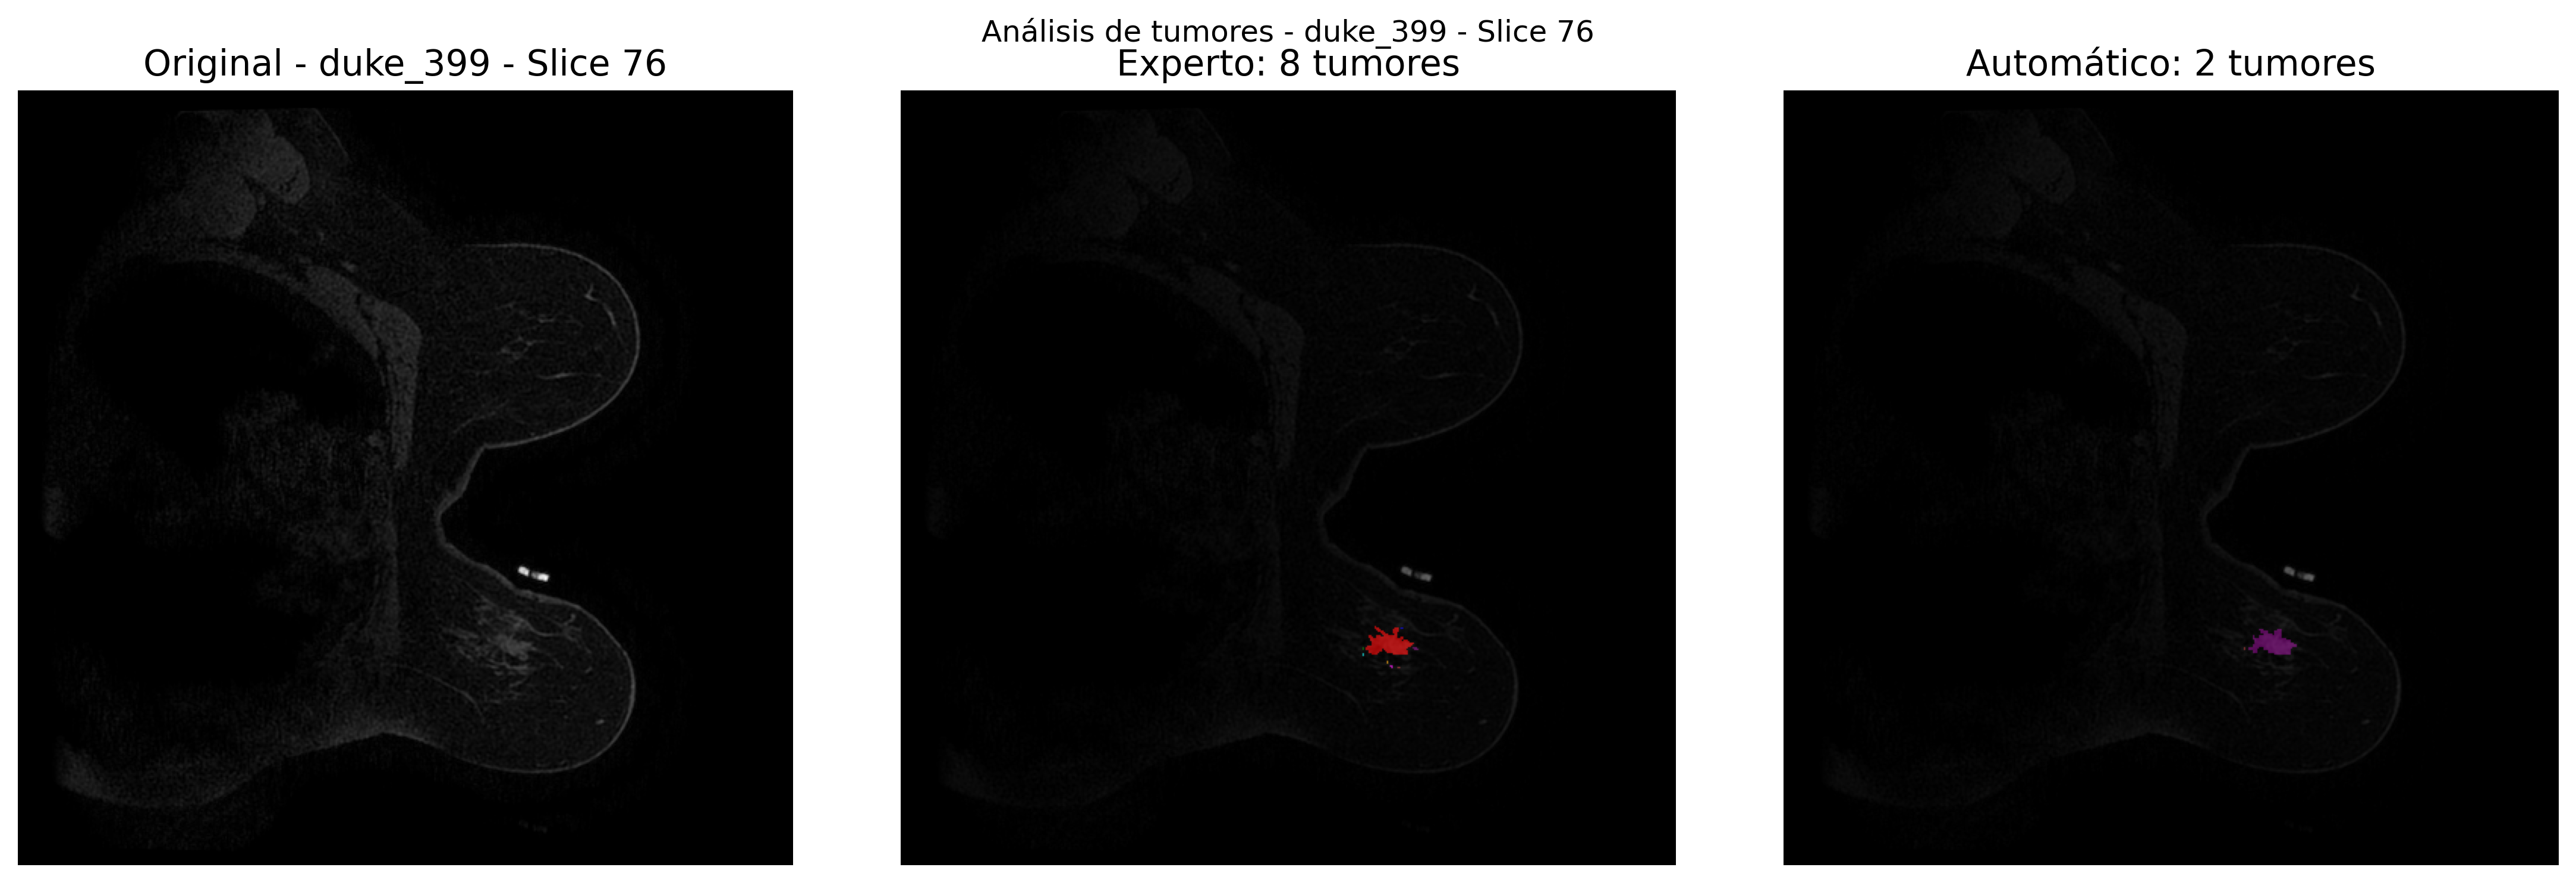 Análisis de tumores - duke_399 - Slice 76
Original - duke_399 - Slice 76
Experto: 8 tumores
Automático: 2 tumores